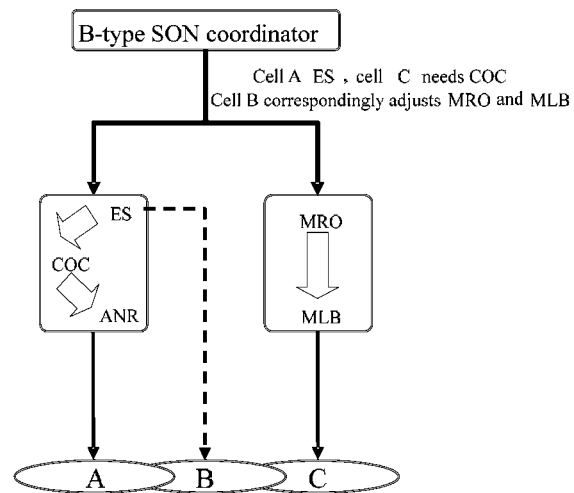 B-type SON coordinator
Cell A ES , cell C needs COC
Cell B correspondingly adjusts MRO and MLB
ES
COC
ANR
MRO
MLB
A
B
C